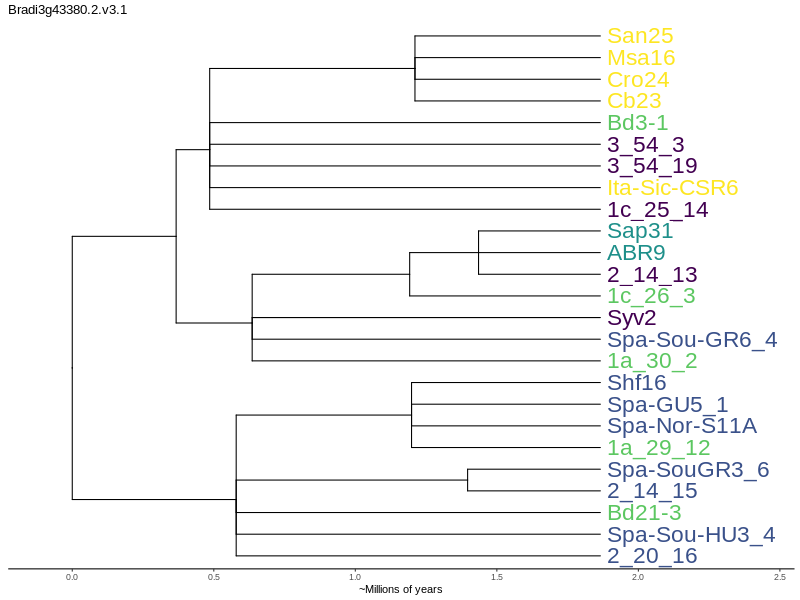 Bradi3g43380.2.v3.1
San25
Msa16
Cro24
Cb23
Bd3-1
3_54_3
3_54_19
Ita-Sic-CSR6
1c_25_14
Sap31
ABR9
2_14_13
1c_26_3
Syv2
Spa-Sou-GR6_4
1a_30_2
Shf16
Spa-GU5_1
Spa-Nor-S11A
1a_29_12
Spa-SouGR3_6
2_14_15
Bd21-3
Spa-Sou-HU3_4
2_20_16
0.0 0.5 1.0 1.5 2.0 2.5
~Millions of years